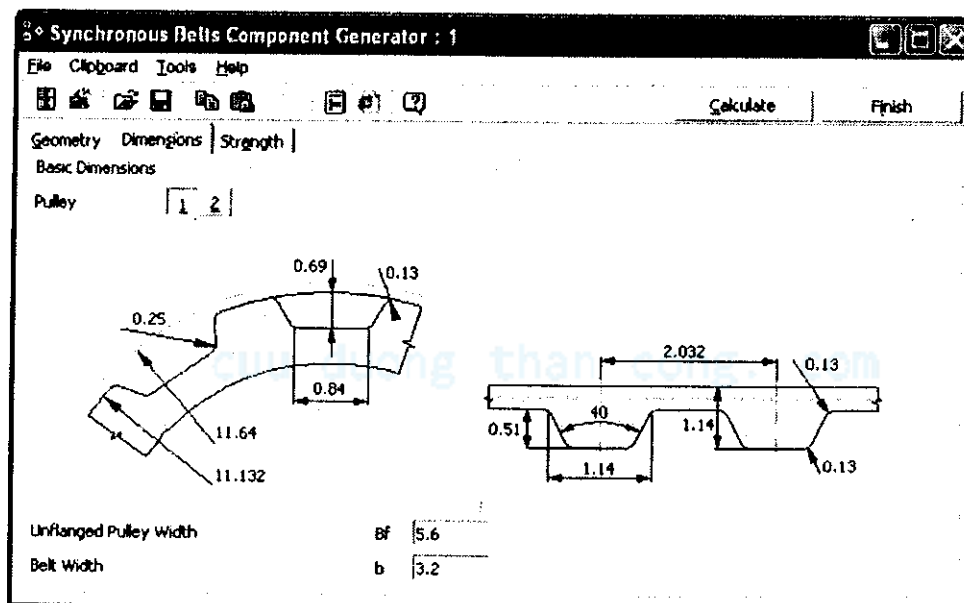 Synchronous Belts Component Generator : 1
File Clipboard Tools Help
Calculate Finish
Geometry Dimensions Strength
Basic Dimensions
Pulley 1 2
0.69
0.13
0.25
0.84
11.64
11.132
2.032
0.13
0.51
40
1.14
1.14
0.13
cuu duong than cong. com
Unflanged Pulley Width Bf 5.6
Belt Width b 3.2